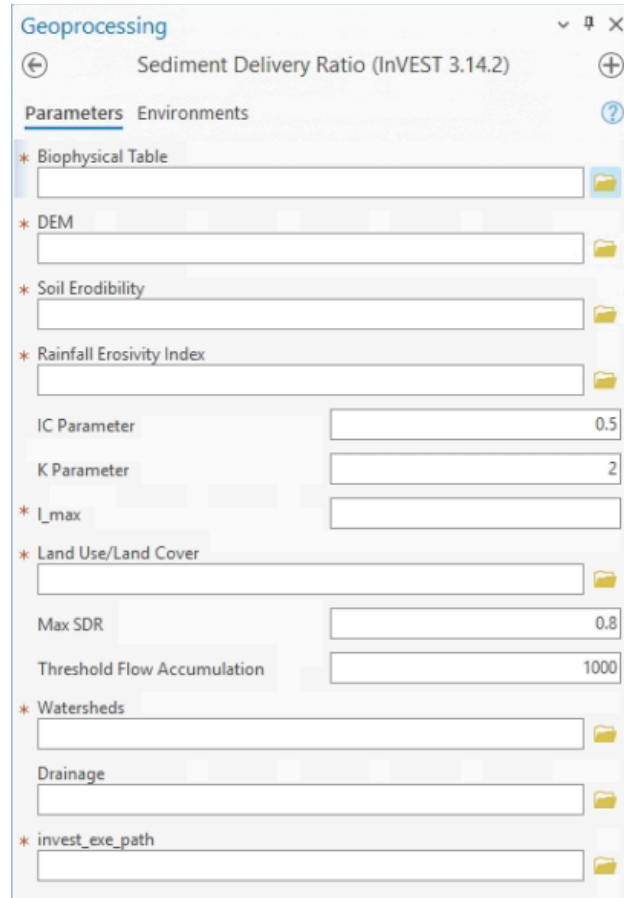 Geoprocessing
Sediment Delivery Ratio (InVEST 3.14.2)
Parameters Environments
* Biophysical Table
* DEM
* Soil Erodibility
* Rainfall Erosivity Index
IC Parameter 0.5
K Parameter 2
* I_max
* Land Use/Land Cover
Max SDR 0.8
Threshold Flow Accumulation 1000
* Watersheds
Drainage
* invest_exe_path